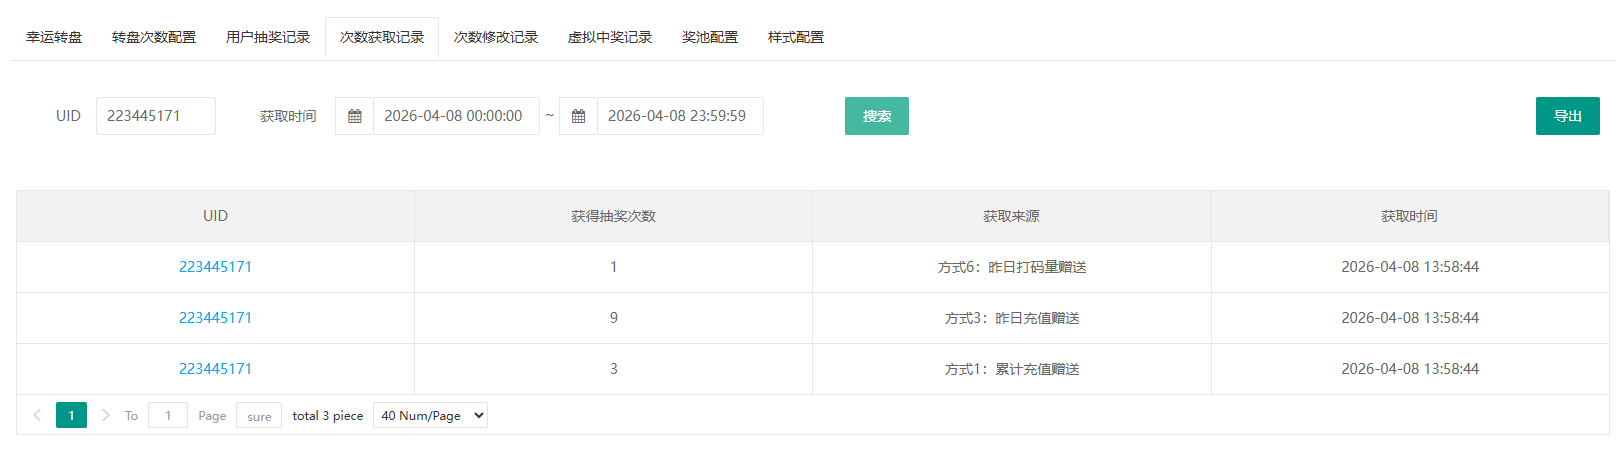 幸运转盘 转盘次数配置 用户抽奖记录 次数获取记录 次数修改记录 虚拟中奖记录 奖池配置 样式配置
UID 223445171 获取时间 2026-04-08 00:00:00 ~ 2026-04-08 23:59:59 搜索 导出
UID 获得抽奖次数 获取来源 获取时间
223445171 1 方式6：昨日打码量赠送 2026-04-08 13:58:44
223445171 9 方式3：昨日充值赠送 2026-04-08 13:58:44
223445171 3 方式1：累计充值赠送 2026-04-08 13:58:44
1 To 1 Page sure total 3 piece 40 Num/Page